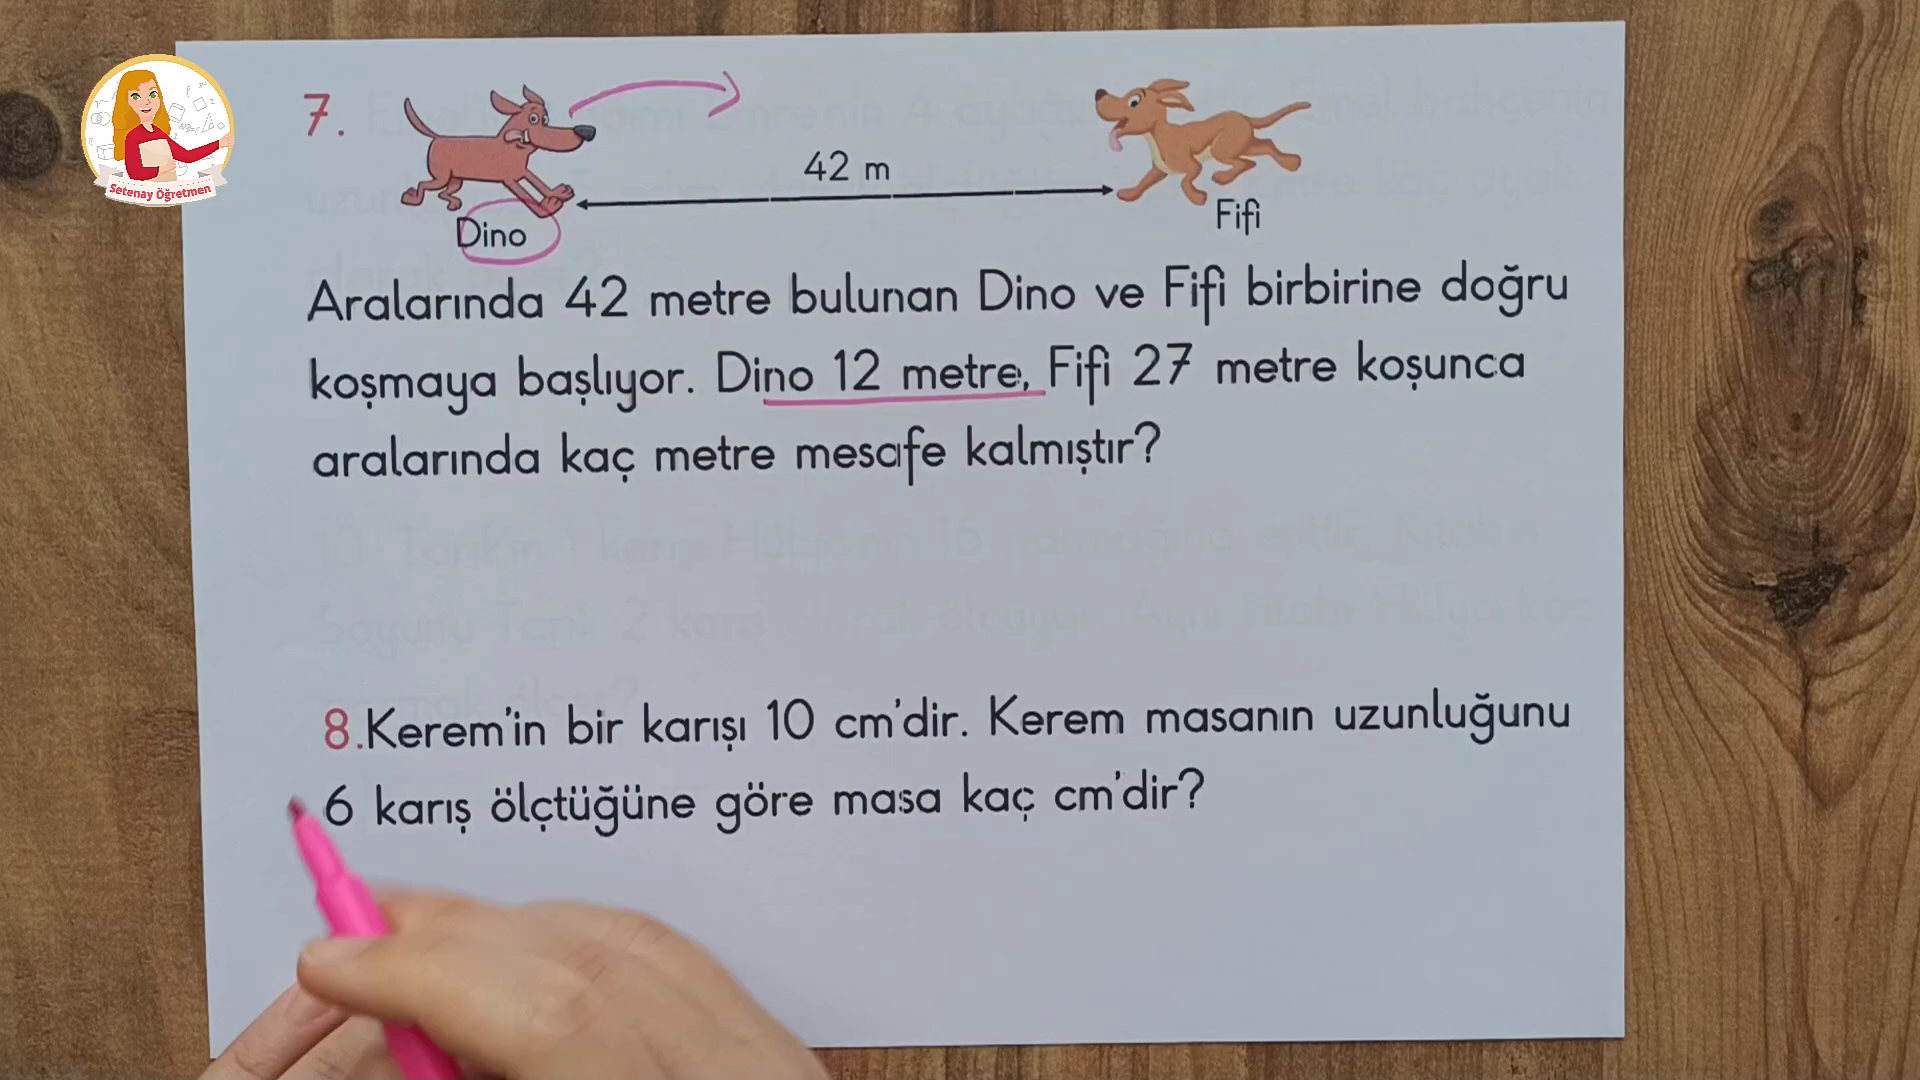 Setenay Öğretmen
7.
42 m
Dino
Fifi
Aralarında 42 metre bulunan Dino ve Fifi birbirine doğru
koşmaya başlıyor. Dino 12 metre, Fifi 27 metre koşunca
aralarında kaç metre mesafe kalmıştır?
8.Kerem'in bir karışı 10 cm'dir. Kerem masanın uzunluğunu
6 karış ölçtüğüne göre masa kaç cm'dir?